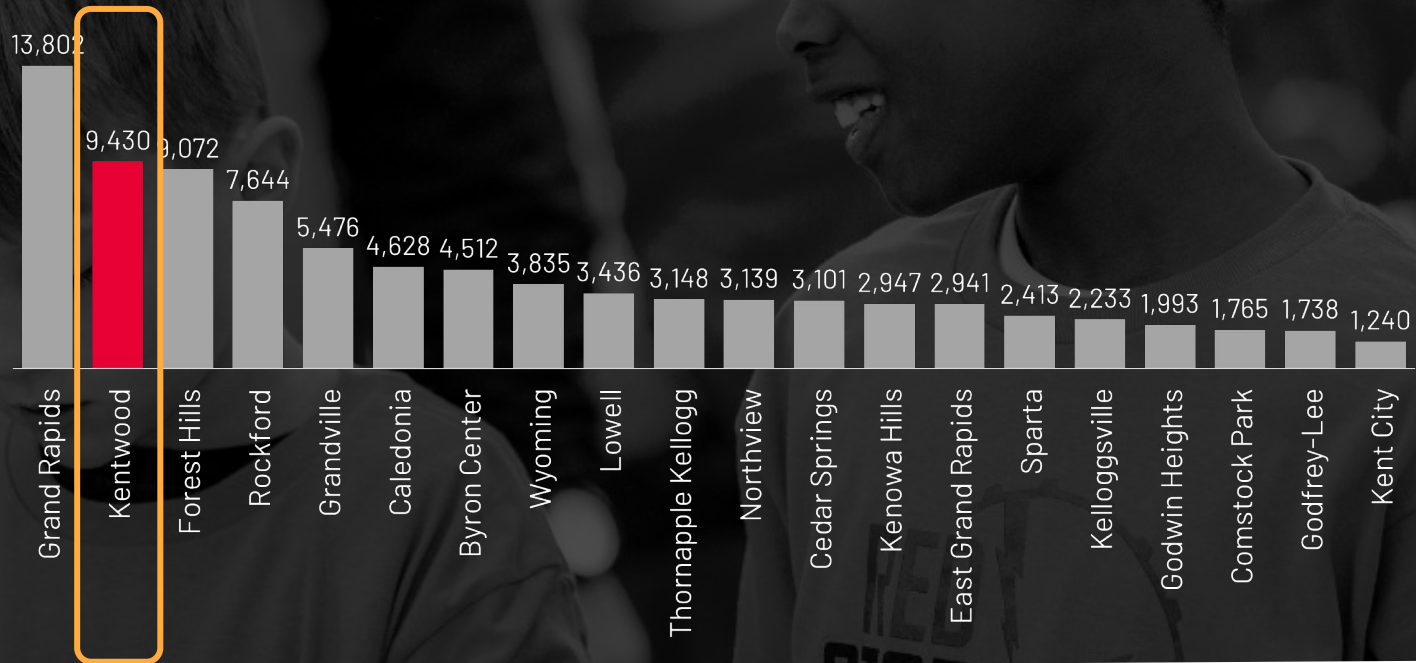 13,802
9,430
9,072
7,644
5,476
4,628
4,512
3,835
3,436
3,148
3,139
3,101
2,947
2,941
2,413
2,233
1,993
1,765
1,738
1,240
Grand Rapids
Kentwood
Forest Hills
Rockford
Grandville
Caledonia
Byron Center
Wyoming
Lowell
Thornapple Kellogg
Northview
Cedar Springs
Kenowa Hills
East Grand Rapids
Sparta
Kelloggsville
Godwin Heights
Comstock Park
Godfrey-Lee
Kent City
RED